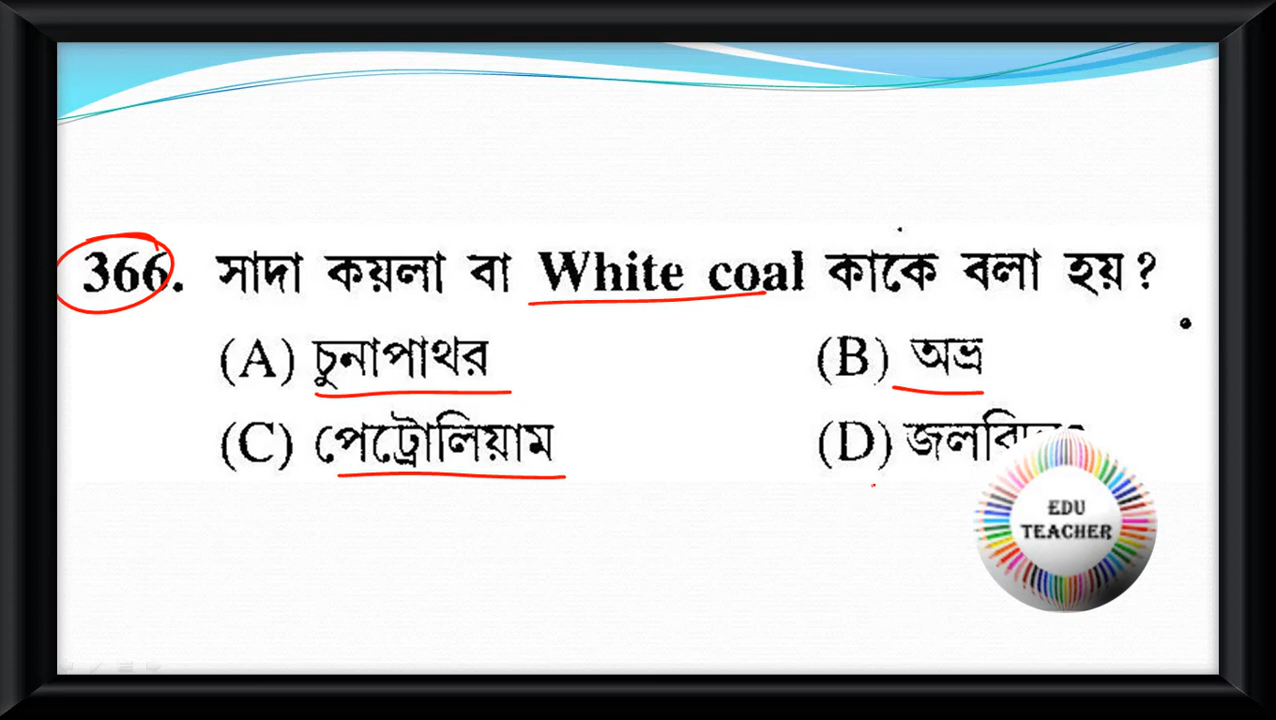 366. সাদা কয়লা বা White coal কাকে বলা হয়?
(A) চুনাপাথর (B) অভ্র
(C) পেট্রোলিয়াম (D)
EDU
TEACHER